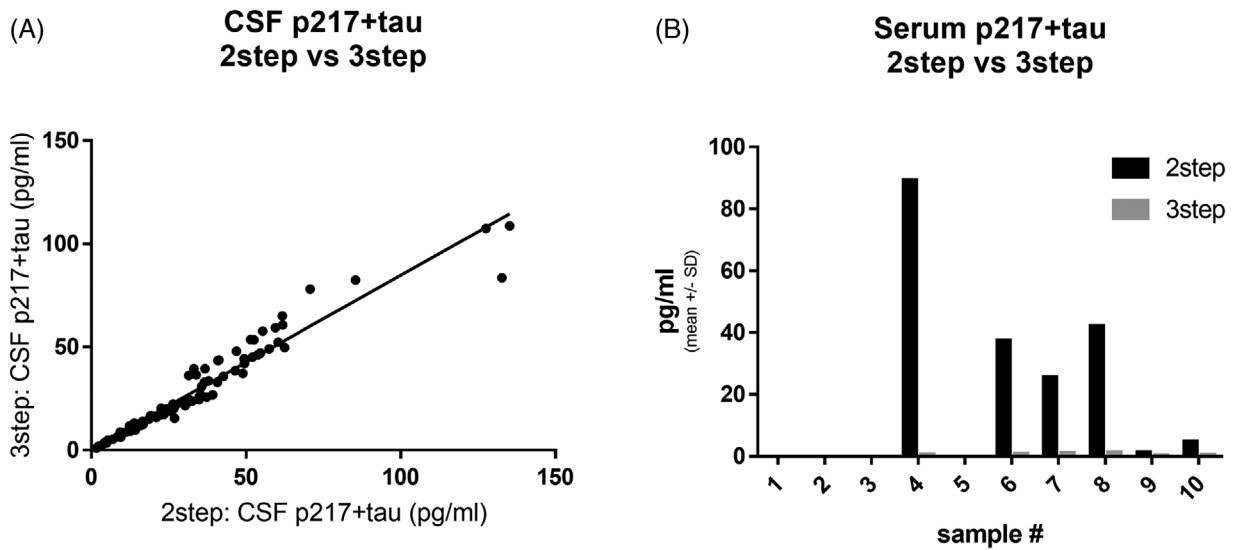 (A)
CSF p217+tau
2step vs 3step
3step: CSF p217+tau (pg/ml)
150
100
50
0
0
50
100
150
2step: CSF p217+tau (pg/ml)
(B)
Serum p217+tau
2step vs 3step
pg/ml
(mean +/- SD)
100
80
60
40
20
0
2step
3step
1
2
3
4
5
6
7
8
9
10
sample #